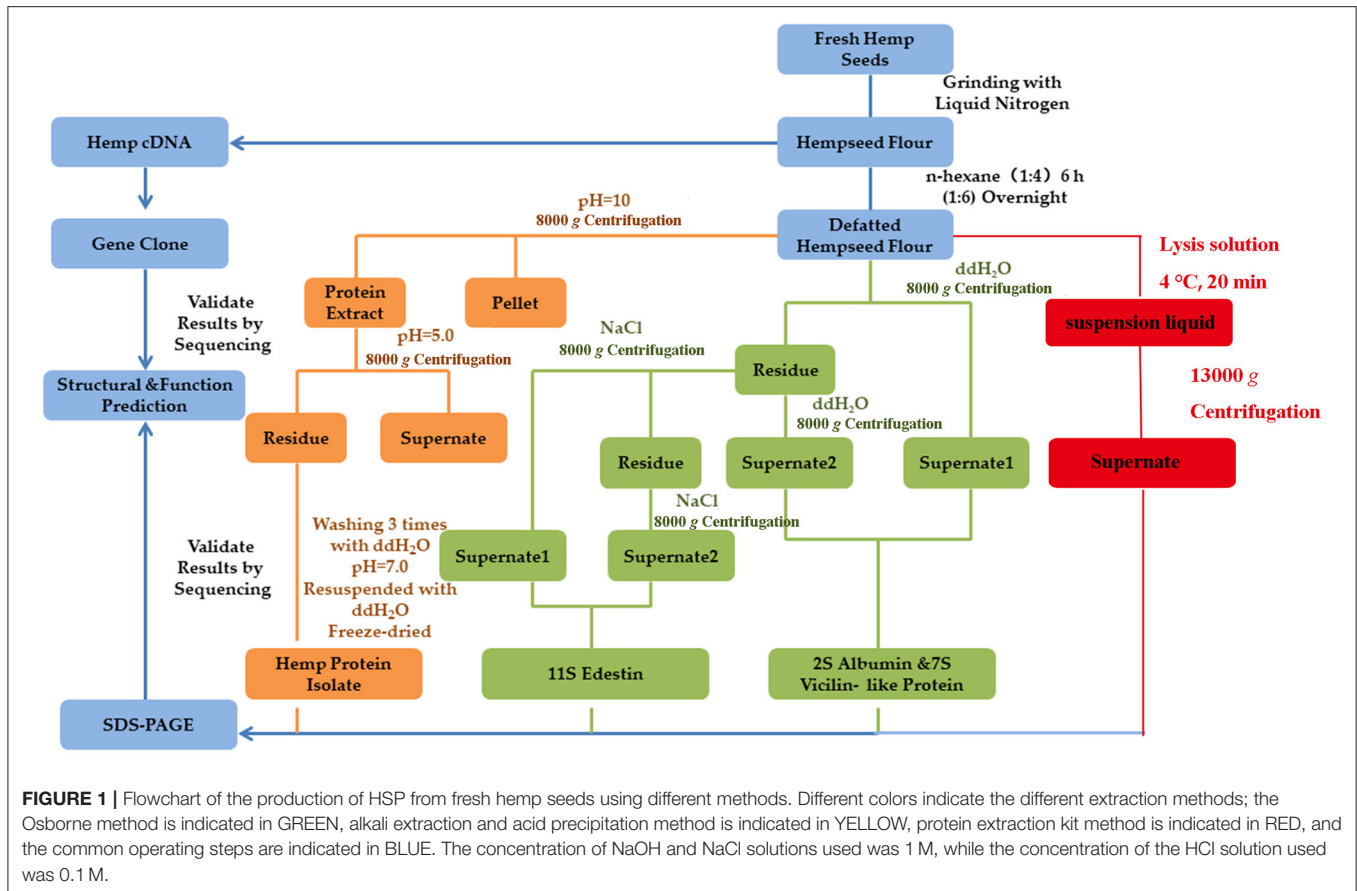 Fresh Hemp
Seeds
Grinding with
Liquid Nitrogen
Hemp cDNA
Hempseed Flour
n-hexane（1:4）6 h
(1:6) Overnight
pH=10
8000 g Centrifugation
Gene Clone
Defatted
Hempseed Flour
Lysis solution
4 °C, 20 min
ddH₂O
8000 g Centrifugation
Protein
Extract
Pellet
suspension liquid
Validate
Results by
Sequencing
pH=5.0
8000 g Centrifugation
NaCl
8000 g Centrifugation
Residue
13000 g
Centrifugation
Structural &Function
Prediction
ddH₂O
8000 g Centrifugation
Residue
Supernate
Residue
Supernate2
Supernate1
Supernate
NaCl
8000 g Centrifugation
Validate
Results by
Sequencing
Washing 3 times
with ddH₂O
pH=7.0
Resuspended with
ddH₂O
Freeze-dried
Supernate1
Supernate2
Hemp Protein
Isolate
11S Edestin
2S Albumin &7S
Vicilin- like Protein
SDS-PAGE
FIGURE 1 | Flowchart of the production of HSP from fresh hemp seeds using different methods. Different colors indicate the different extraction methods; the
Osborne method is indicated in GREEN, alkali extraction and acid precipitation method is indicated in YELLOW, protein extraction kit method is indicated in RED, and
the common operating steps are indicated in BLUE. The concentration of NaOH and NaCl solutions used was 1 M, while the concentration of the HCl solution used
was 0.1 M.